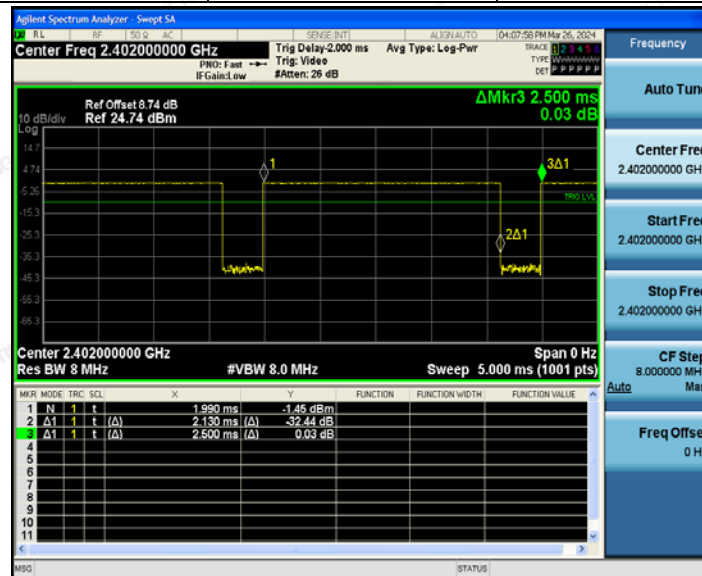 Agilent Spectrum Analyzer - Swept SA
RL RF 50 Ω AC SENSE:INT ALIGNAUTO 04:07:58 PM Mar 26, 2024
Center Freq 2.402000000 GHz
PNO: Fast
IFGain:Low
Trig Delay-2.000 ms
Trig: Video
#Atten: 26 dB
Avg Type: Log-Pwr
TRACE 1 2 3 4 5 6
TYPE
DET P P P P P P
Ref Offset 8.74 dB
Ref 24.74 dBm
10 dB/div
Log
ΔMkr3 2.500 ms
0.03 dB
14.7
4.74
-5.26
-15.3
-25.3
-35.3
-45.3
-55.3
-65.3
1
3Δ1
TRIG LVL
2Δ1
Center 2.402000000 GHz
Span 0 Hz
Res BW 8 MHz
#VBW 8.0 MHz
Sweep 5.000 ms (1001 pts)
MKR MODE TRC SCL X Y FUNCTION FUNCTION WIDTH FUNCTION VALUE
1 N 1 t 1.990 ms -1.45 dBm
2 Δ1 1 t (Δ) 2.130 ms (Δ) -32.44 dB
3 Δ1 1 t (Δ) 2.500 ms (Δ) 0.03 dB
4
5
6
7
8
9
10
11
MSG
STATUS
Frequency
Auto Tun
Center Fre
2.402000000 GH
Start Fre
2.402000000 GH
Stop Fre
2.402000000 GH
CF Step
8.000000 MH
Auto Ma
Freq Offse
0 H